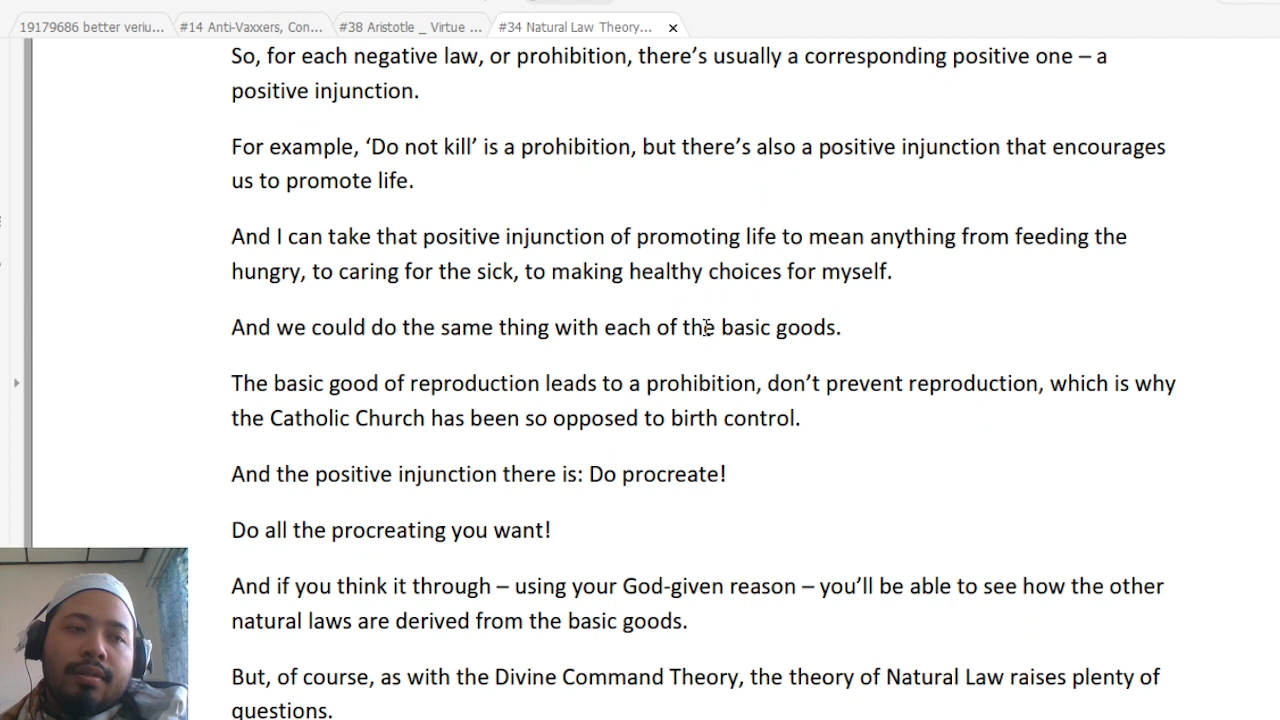 19179686 better veriu... #14 Anti-Vaxxers, Con... #38 Aristotle _ Virtue ... #34 Natural Law Theory...
So, for each negative law, or prohibition, there’s usually a corresponding positive one – a
positive injunction.
For example, ‘Do not kill’ is a prohibition, but there’s also a positive injunction that encourages
us to promote life.
And I can take that positive injunction of promoting life to mean anything from feeding the
hungry, to caring for the sick, to making healthy choices for myself.
And we could do the same thing with each of the basic goods.
The basic good of reproduction leads to a prohibition, don’t prevent reproduction, which is why
the Catholic Church has been so opposed to birth control.
And the positive injunction there is: Do procreate!
Do all the procreating you want!
And if you think it through – using your God-given reason – you’ll be able to see how the other
natural laws are derived from the basic goods.
But, of course, as with the Divine Command Theory, the theory of Natural Law raises plenty of
questions.